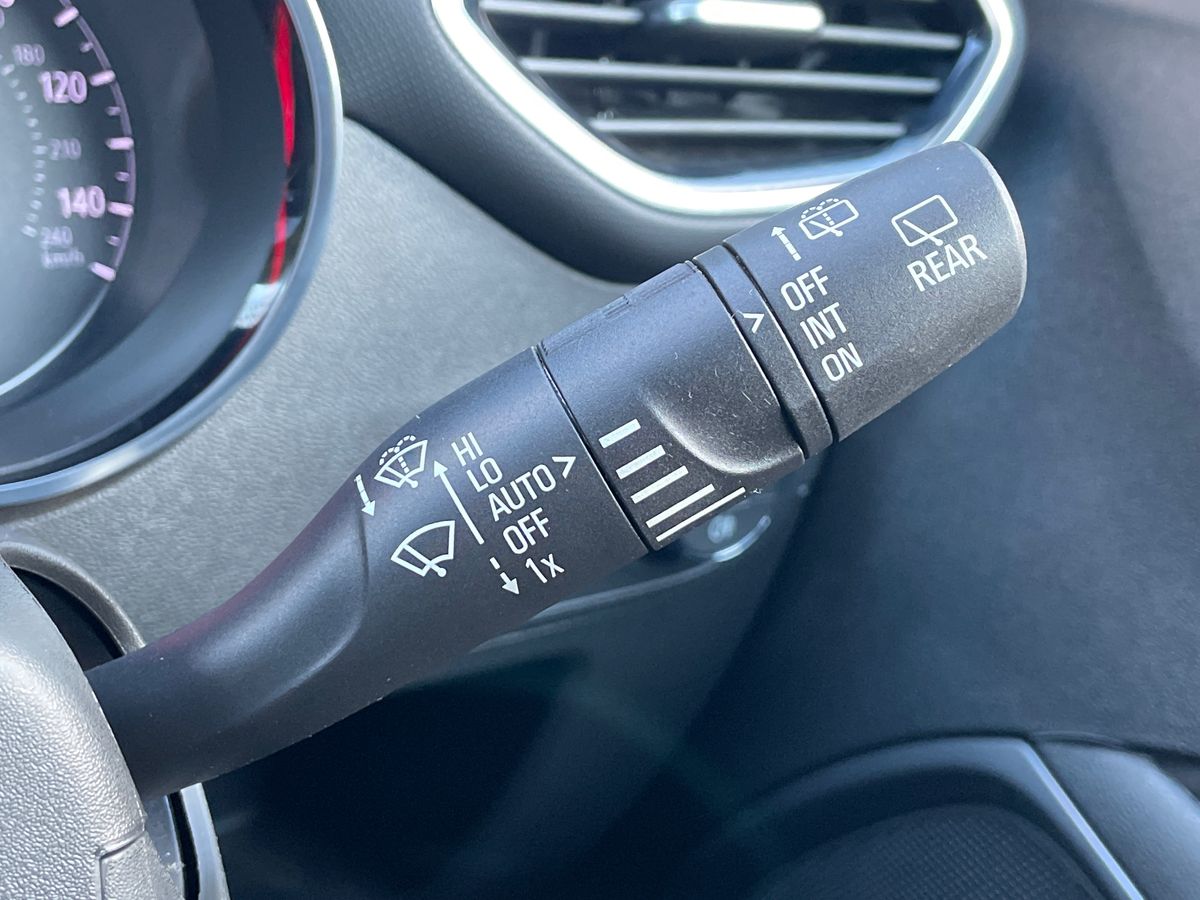 180
120
210
140
240
km/h
HI
LO
AUTO >
OFF
1x
>
OFF
INT
ON
REAR